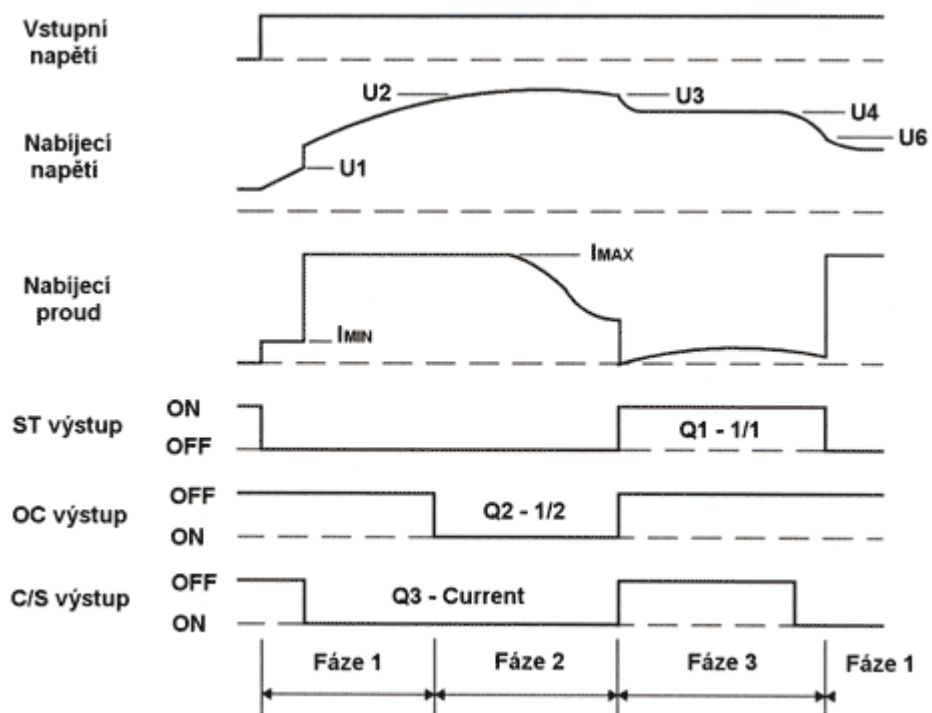 Vstupní
napětí
U2
U3
U4
U6
Nabíjecí
napětí
U1
Nabíjecí
proud
IMAX
IMIN
ST výstup
ON
OFF
Q1 - 1/1
OC výstup
OFF
ON
Q2 - 1/2
C/S výstup
OFF
ON
Q3 - Current
Fáze 1
Fáze 2
Fáze 3
Fáze 1